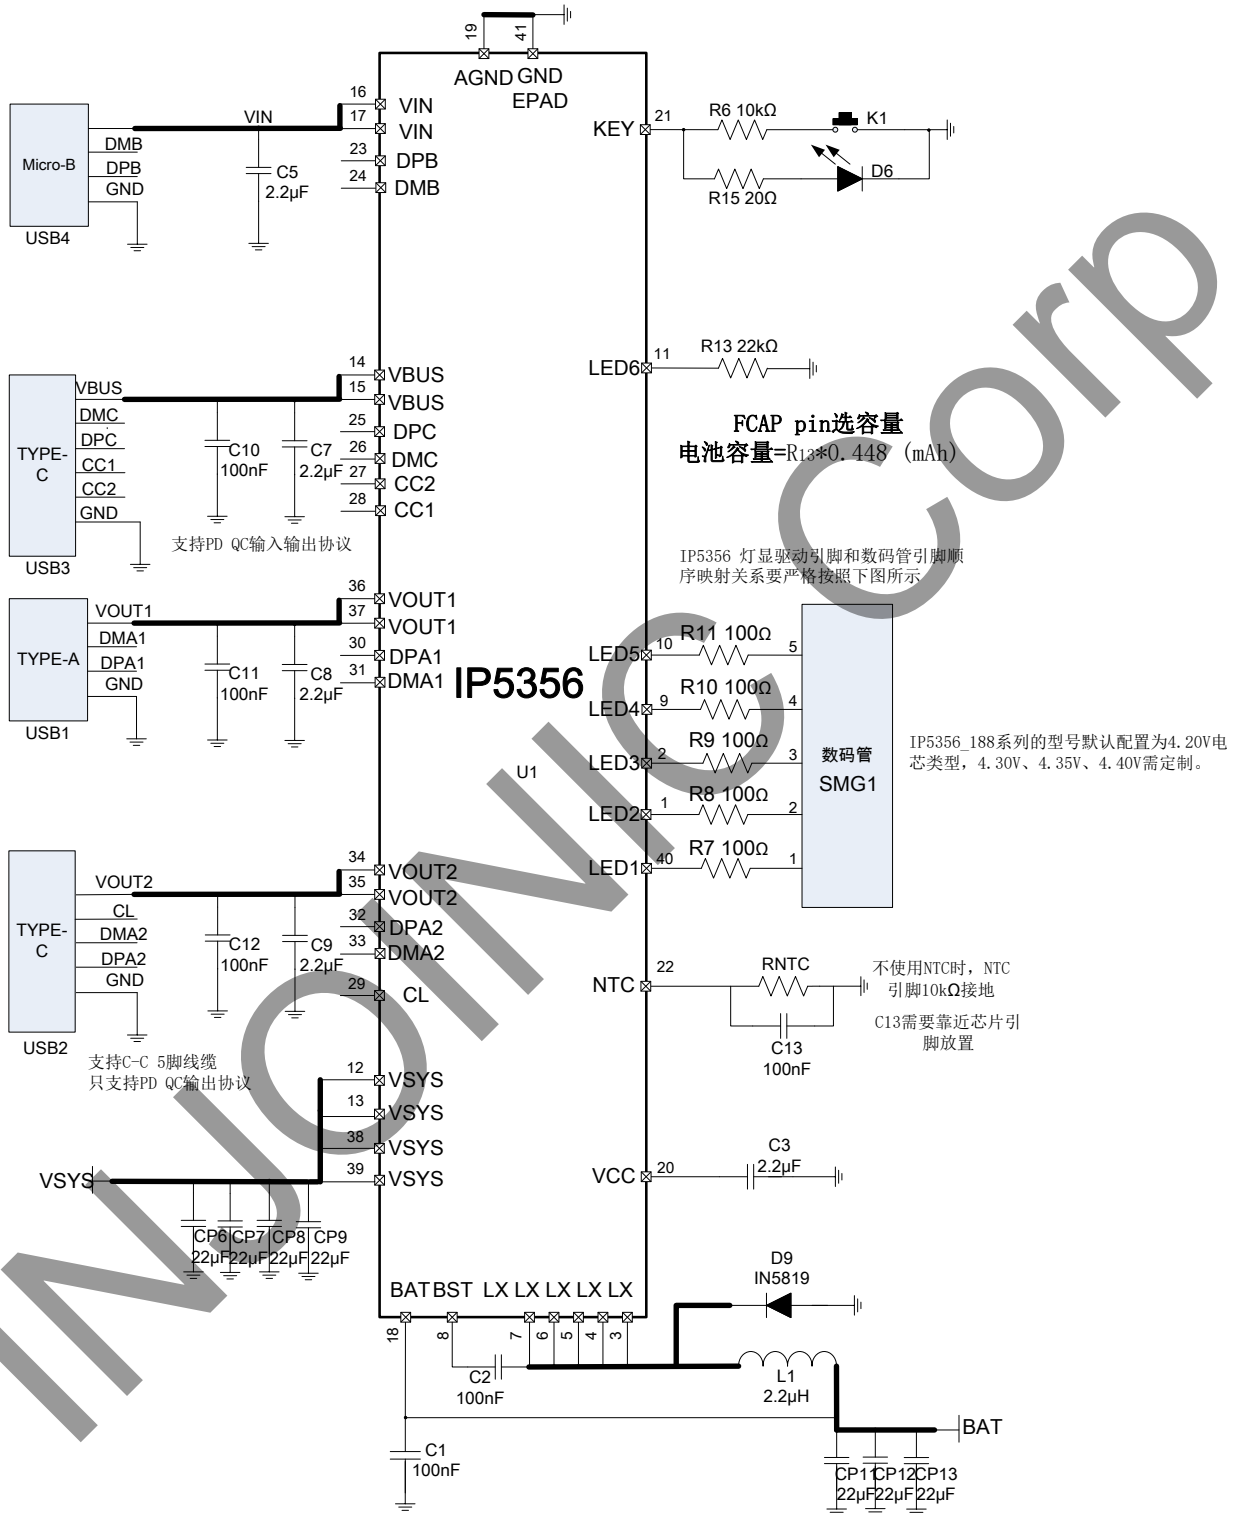 19
41
AGND GND
EPAD
16
17
VIN
VIN
VIN
23
DPB
24
DMB
DMB
DPB
GND
Micro-B
USB4
C5
2.2μF
KEY
21
R6 10kΩ
K1
D6
R15 20Ω
14
15
VBUS
VBUS
VBUS
25
DPC
26
DMC
27
CC2
28
CC1
DMC
DPC
CC1
CC2
GND
TYPE-
C
USB3
C10
100nF
C7
2.2μF
支持PD QC输入输出协议
LED6
11
R13 22kΩ
FCAP pin选容量
电池容量=R13*0.448 (mAh)
IP5356 灯显驱动引脚和数码管引脚顺
序映射关系要严格按照下图所示
36
37
VOUT1
VOUT1
VOUT1
30
DPA1
31
DMA1
DMA1
DPA1
GND
TYPE-A
USB1
C11
100nF
C8
2.2μF
IP5356
U1
LED5
10
R11 100Ω
5
LED4
9
R10 100Ω
4
LED3
2
R9 100Ω
3
LED2
1
R8 100Ω
2
LED1
40
R7 100Ω
1
数码管
SMG1
IP5356_188系列的型号默认配置为4.20V电
芯类型，4.30V、4.35V、4.40V需定制。
34
35
VOUT2
VOUT2
VOUT2
32
DPA2
33
DMA2
29
CL
CL
DMA2
DPA2
GND
TYPE-
C
USB2
C12
100nF
C9
2.2μF
支持C-C 5脚线缆
只支持PD QC输出协议
NTC
22
RNTC
C13
100nF
不使用NTC时，NTC
引脚10kΩ接地
C13需要靠近芯片引
脚放置
12
VSYS
13
VSYS
38
VSYS
39
VSYS
VSYS
CP6
22μF
CP7
22μF
CP8
22μF
CP9
22μF
VCC
20
C3
2.2μF
BAT BST LX LX LX LX LX
18
8
7
6
5
4
3
D9
IN5819
C2
100nF
L1
2.2μH
BAT
C1
100nF
CP11
22μF
CP12
22μF
CP13
22μF
INJOINIC Corp